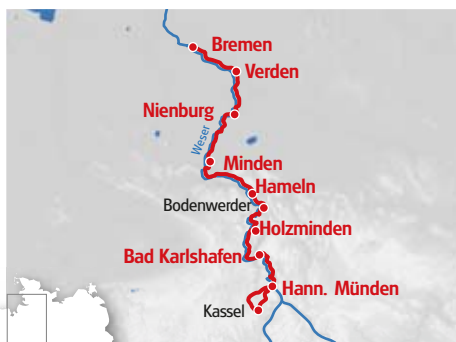 Bremen
Verden
Nienburg
Weser
Minden
Hameln
Bodenwerder
Holzminden
Bad Karlshafen
Hann. Münden
Kassel